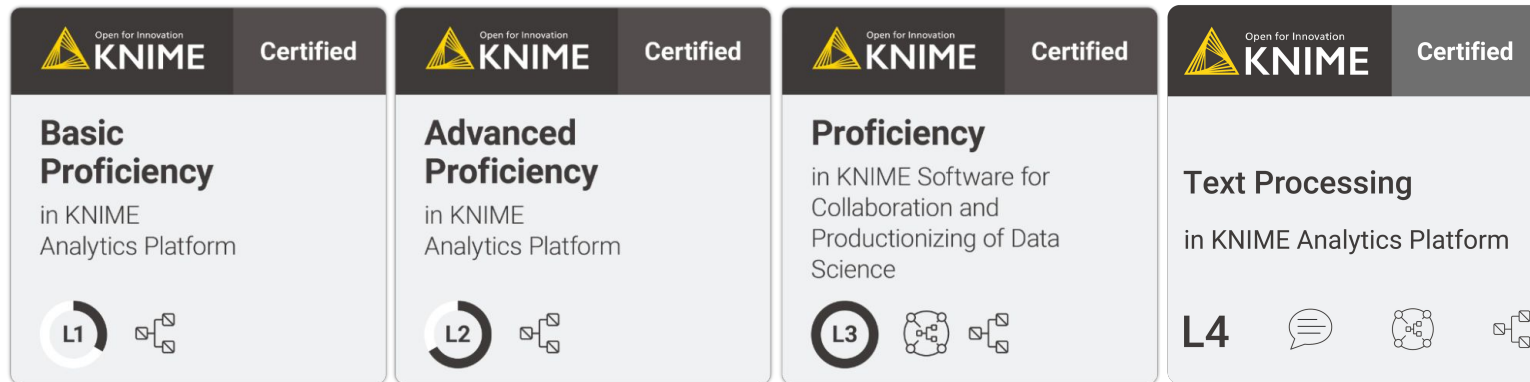 Open for Innovation
KNIME
Certified
Basic
Proficiency
in KNIME
Analytics Platform
L1
Open for Innovation
KNIME
Certified
Advanced
Proficiency
in KNIME
Analytics Platform
L2
Open for Innovation
KNIME
Certified
Proficiency
in KNIME Software for
Collaboration and
Productionizing of Data
Science
L3
Open for Innovation
KNIME
Certified
Text Processing
in KNIME Analytics Platform
L4